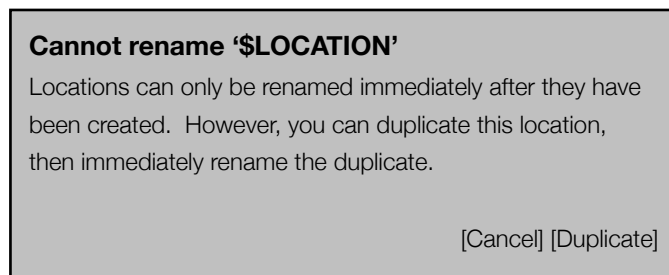 Cannot rename ‘$LOCATION’
Locations can only be renamed immediately after they have
been created.  However, you can duplicate this location,
then immediately rename the duplicate.
[Cancel] [Duplicate]